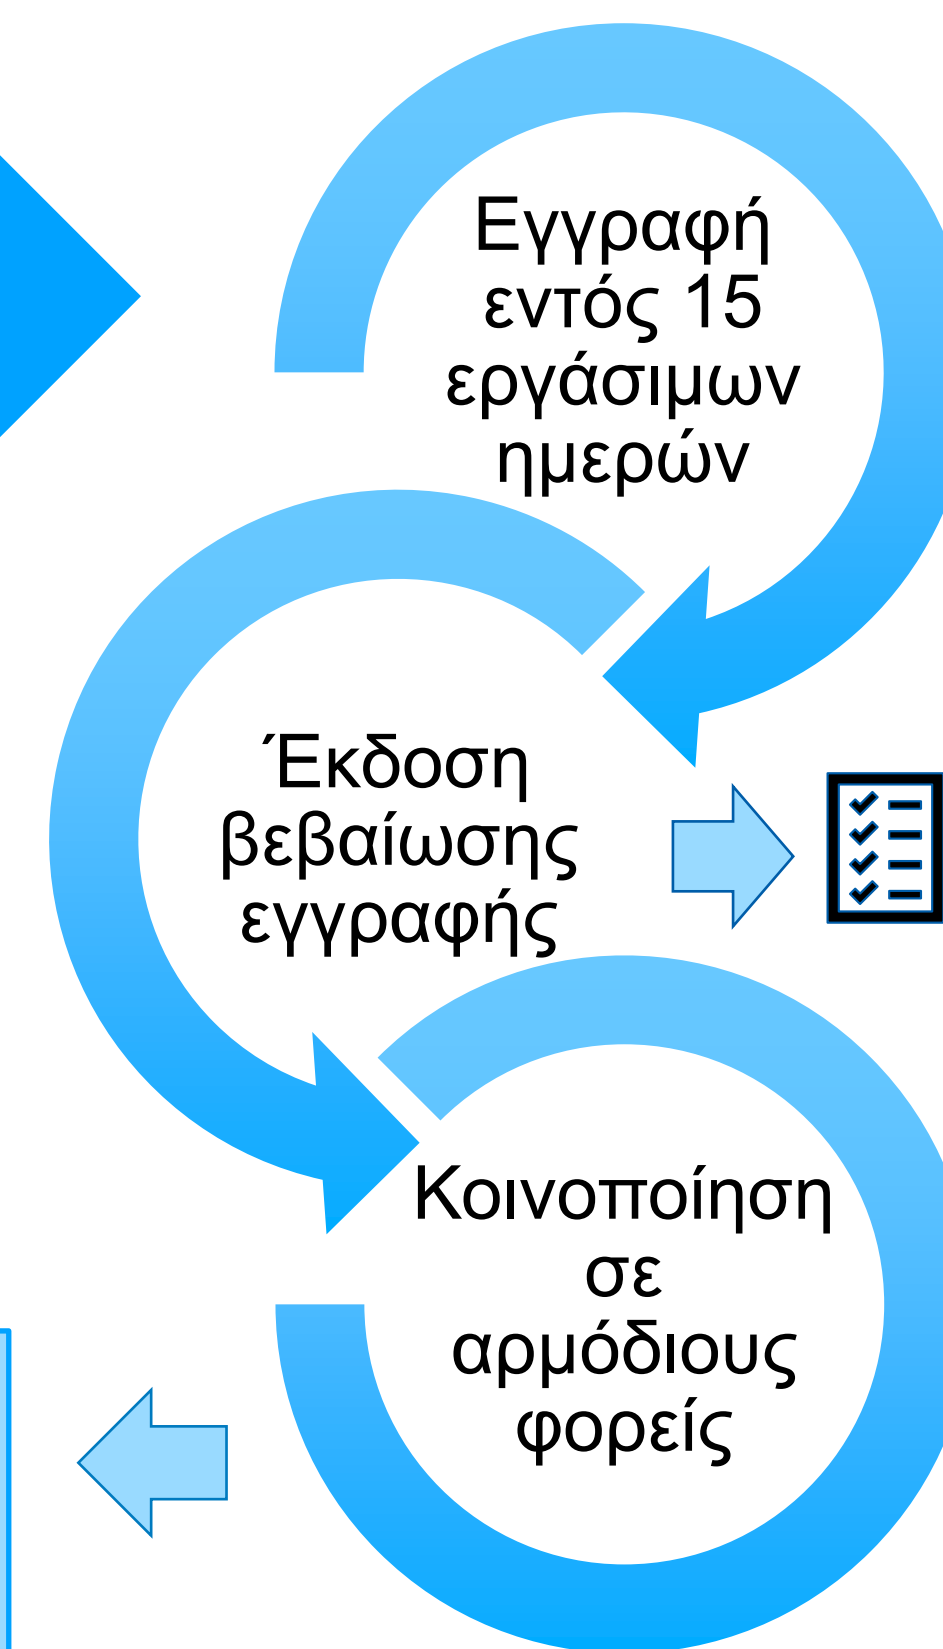 Εγγραφή
εντός 15
εργάσιμων
ημερών
Έκδοση
βεβαίωσης
εγγραφής
Κοινοποίηση
σε
αρμόδιους
φορείς